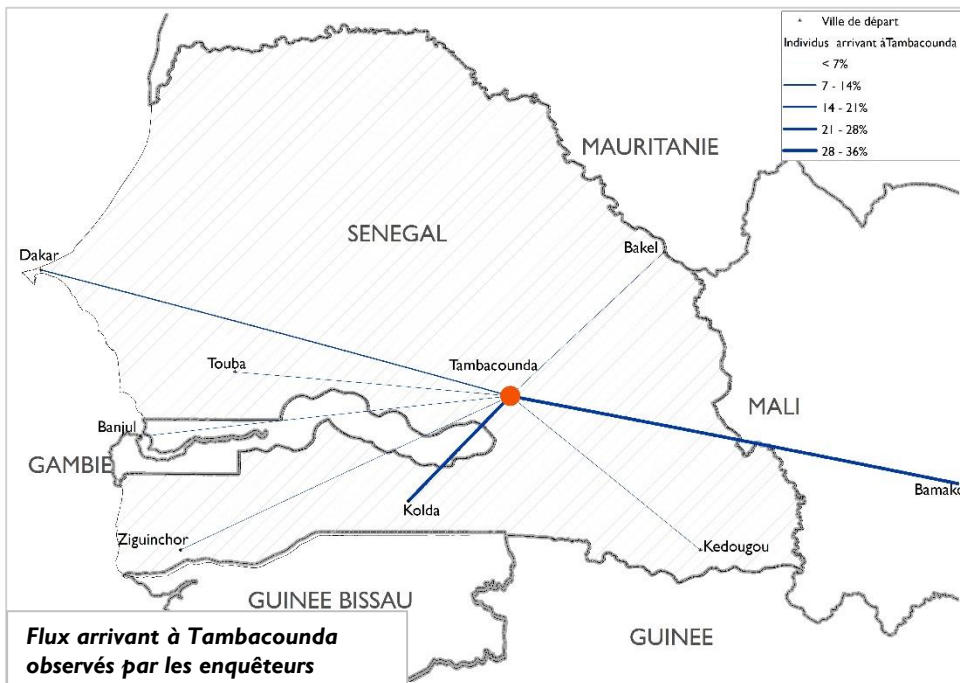 Ville de départ
Individus arrivant àTambacounda
< 7%
7 - 14%
14 - 21%
21 - 28%
28 - 36%
MAURITANIE
SENEGAL
Bakel
Dakar
Touba
Tambacounda
MALI
Banjul
GAMBIE
Bamako
Kolda
Ziguinchor
Kedougou
GUINEE BISSAU
GUINEE
Flux arrivant à Tambacounda
observés par les enquêteurs